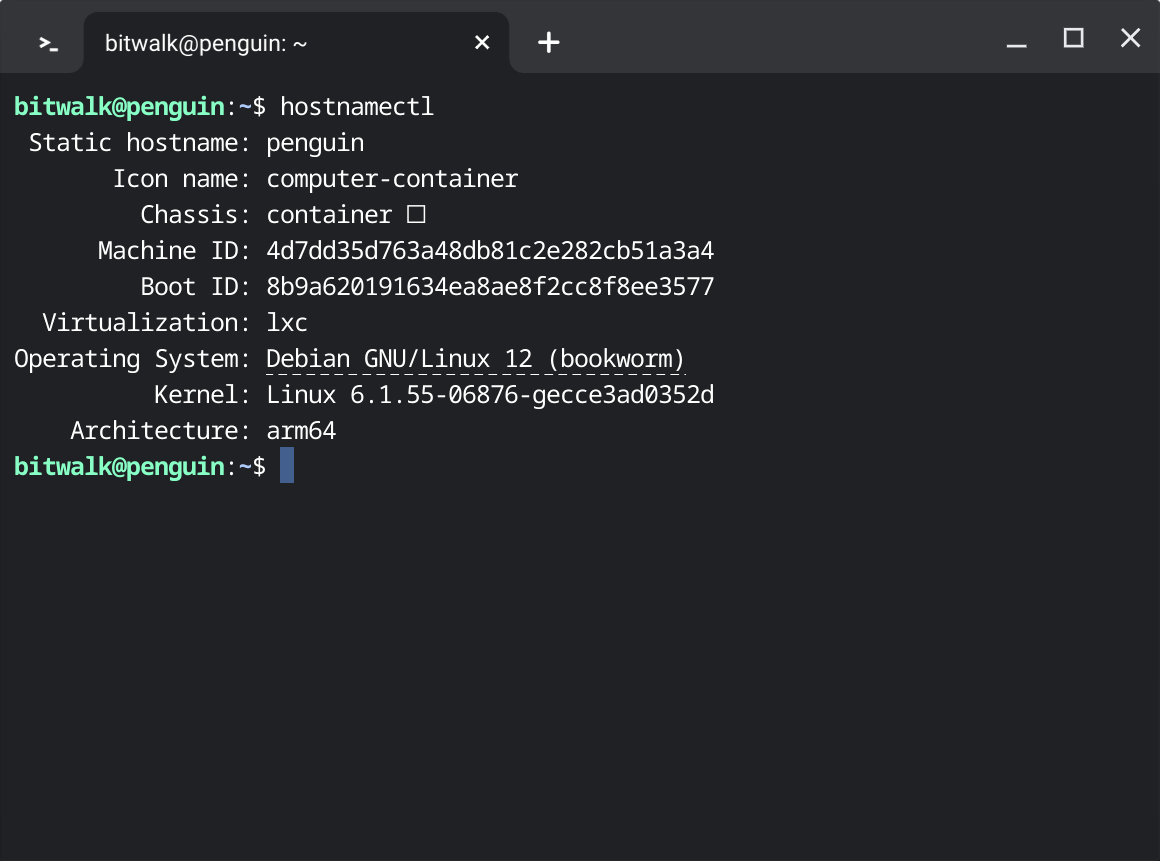 bitwalk@penguin: ~
bitwalk@penguin:~$ hostnamectl
Static hostname: penguin
Icon name: computer-container
Chassis: container ☐
Machine ID: 4d7dd35d763a48db81c2e282cb51a3a4
Boot ID: 8b9a620191634ea8ae8f2cc8f8ee3577
Virtualization: lxc
Operating System: Debian GNU/Linux 12 (bookworm)
Kernel: Linux 6.1.55-06876-gecce3ad0352d
Architecture: arm64
bitwalk@penguin:~$